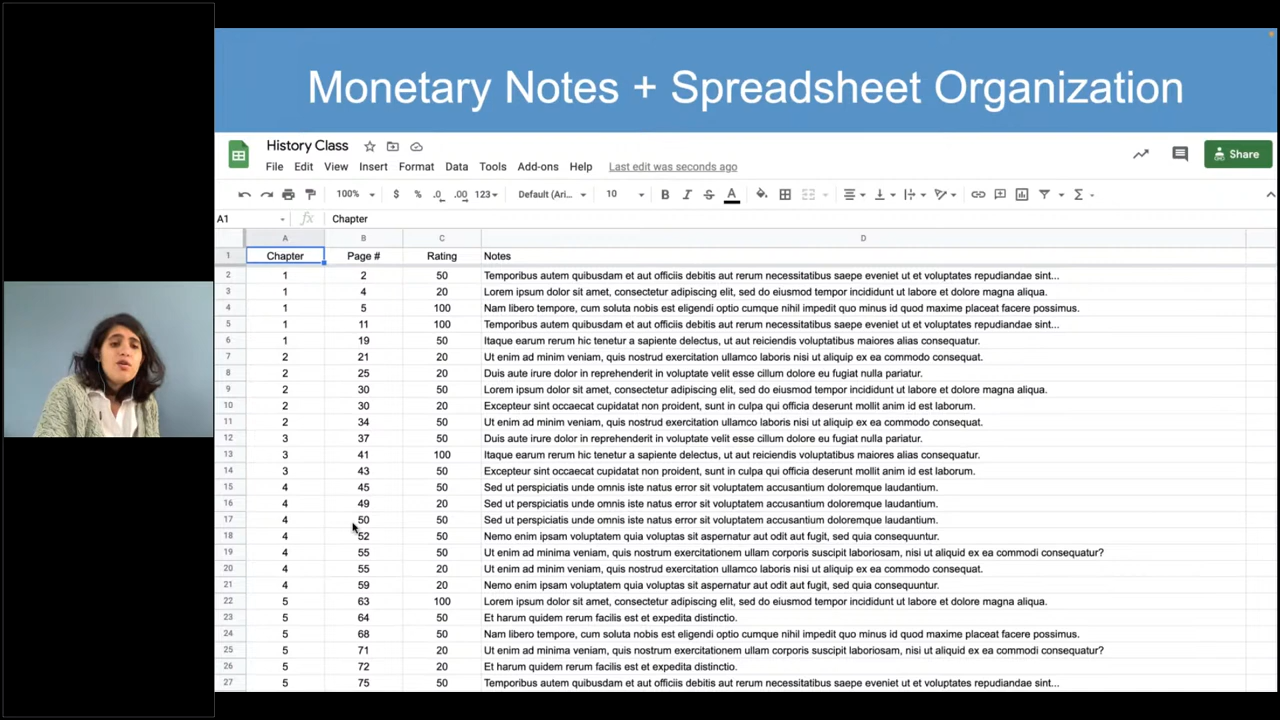 Monetary Notes + Spreadsheet Organization
History Class
File Edit View Insert Format Data Tools Add-ons Help Last edit was seconds ago
Share
100% $ % .0 .00 123 Default (Ari... 10 B I S A
A1 fx Chapter
A B C D
1 Chapter Page # Rating Notes
2 1 2 50 Temporibus autem quibusdam et aut officiis debitis aut rerum necessitatibus saepe eveniet ut et voluptates repudiandae sint...
3 1 4 20 Lorem ipsum dolor sit amet, consectetur adipiscing elit, sed do eiusmod tempor incididunt ut labore et dolore magna aliqua.
4 1 5 100 Nam libero tempore, cum soluta nobis est eligendi optio cumque nihil impedit quo minus id quod maxime placeat facere possimus.
5 1 11 100 Temporibus autem quibusdam et aut officiis debitis aut rerum necessitatibus saepe eveniet ut et voluptates repudiandae sint...
6 1 19 50 Itaque earum rerum hic tenetur a sapiente delectus, ut aut reiciendis voluptatibus maiores alias consequatur.
7 2 21 20 Ut enim ad minim veniam, quis nostrud exercitation ullamco laboris nisi ut aliquip ex ea commodo consequat.
8 2 25 20 Duis aute irure dolor in reprehenderit in voluptate velit esse cillum dolore eu fugiat nulla pariatur.
9 2 30 50 Lorem ipsum dolor sit amet, consectetur adipiscing elit, sed do eiusmod tempor incididunt ut labore et dolore magna aliqua.
10 2 30 20 Excepteur sint occaecat cupidatat non proident, sunt in culpa qui officia deserunt mollit anim id est laborum.
11 2 34 50 Ut enim ad minim veniam, quis nostrud exercitation ullamco laboris nisi ut aliquip ex ea commodo consequat.
12 3 37 50 Duis aute irure dolor in reprehenderit in voluptate velit esse cillum dolore eu fugiat nulla pariatur.
13 3 41 100 Itaque earum rerum hic tenetur a sapiente delectus, ut aut reiciendis voluptatibus maiores alias consequatur.
14 3 43 50 Excepteur sint occaecat cupidatat non proident, sunt in culpa qui officia deserunt mollit anim id est laborum.
15 4 45 50 Sed ut perspiciatis unde omnis iste natus error sit voluptatem accusantium doloremque laudantium.
16 4 49 20 Sed ut perspiciatis unde omnis iste natus error sit voluptatem accusantium doloremque laudantium.
17 4 50 50 Sed ut perspiciatis unde omnis iste natus error sit voluptatem accusantium doloremque laudantium.
18 4 52 50 Nemo enim ipsam voluptatem quia voluptas sit aspernatur aut odit aut fugit, sed quia consequuntur.
19 4 55 50 Ut enim ad minima veniam, quis nostrum exercitationem ullam corporis suscipit laboriosam, nisi ut aliquid ex ea commodi consequatur?
20 4 55 20 Ut enim ad minim veniam, quis nostrud exercitation ullamco laboris nisi ut aliquip ex ea commodo consequat.
21 4 59 20 Nemo enim ipsam voluptatem quia voluptas sit aspernatur aut odit aut fugit, sed quia consequuntur.
22 5 63 100 Lorem ipsum dolor sit amet, consectetur adipiscing elit, sed do eiusmod tempor incididunt ut labore et dolore magna aliqua.
23 5 64 50 Et harum quidem rerum facilis est et expedita distinctio.
24 5 68 50 Nam libero tempore, cum soluta nobis est eligendi optio cumque nihil impedit quo minus id quod maxime placeat facere possimus.
25 5 71 20 Ut enim ad minima veniam, quis nostrum exercitationem ullam corporis suscipit laboriosam, nisi ut aliquid ex ea commodi consequatur?
26 5 72 20 Et harum quidem rerum facilis est et expedita distinctio.
27 5 75 50 Temporibus autem quibusdam et aut officiis debitis aut rerum necessitatibus saepe eveniet ut et voluptates repudiandae sint...